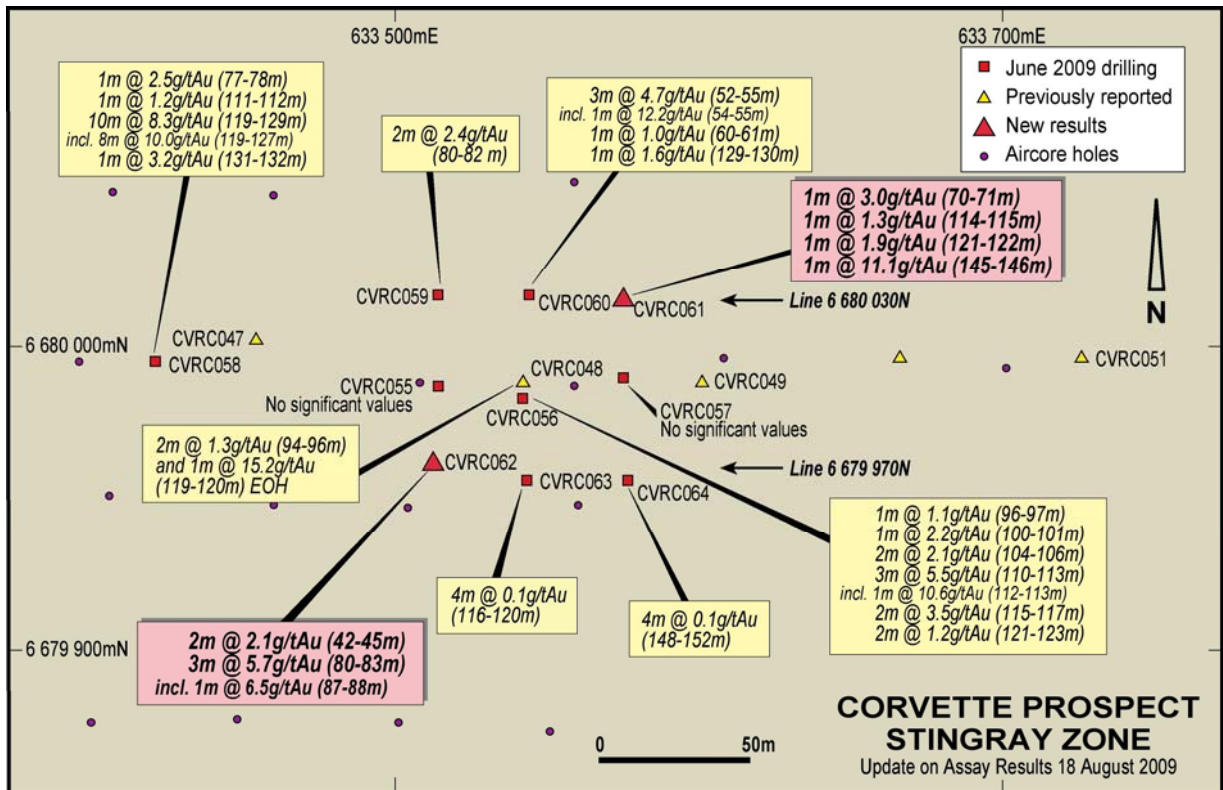 633 500mE
633 700mE
1m @ 2.5g/tAu (77-78m)
1m @ 1.2g/tAu (111-112m)
10m @ 8.3g/tAu (119-129m)
incl. 8m @ 10.0g/tAu (119-127m)
1m @ 3.2g/tAu (131-132m)
2m @ 2.4g/tAu
(80-82 m)
3m @ 4.7g/tAu (52-55m)
incl. 1m @ 12.2g/tAu (54-55m)
1m @ 1.0g/tAu (60-61m)
1m @ 1.6g/tAu (129-130m)
June 2009 drilling
Previously reported
New results
Aircore holes
1m @ 3.0g/tAu (70-71m)
1m @ 1.3g/tAu (114-115m)
1m @ 1.9g/tAu (121-122m)
1m @ 11.1g/tAu (145-146m)
N
CVRC059
CVRC060
CVRC061
Line 6 680 030N
6 680 000mN
CVRC047
CVRC058
CVRC048
CVRC049
CVRC051
CVRC055
No significant values
CVRC056
CVRC057
No significant values
2m @ 1.3g/tAu (94-96m)
and 1m @ 15.2g/tAu
(119-120m) EOH
CVRC062
Line 6 679 970N
CVRC063
CVRC064
1m @ 1.1g/tAu (96-97m)
1m @ 2.2g/tAu (100-101m)
2m @ 2.1g/tAu (104-106m)
3m @ 5.5g/tAu (110-113m)
incl. 1m @ 10.6g/tAu (112-113m)
2m @ 3.5g/tAu (115-117m)
2m @ 1.2g/tAu (121-123m)
4m @ 0.1g/tAu
(116-120m)
4m @ 0.1g/tAu
(148-152m)
6 679 900mN
2m @ 2.1g/tAu (42-45m)
3m @ 5.7g/tAu (80-83m)
incl. 1m @ 6.5g/tAu (87-88m)
0
50m
CORVETTE PROSPECT
STINGRAY ZONE
Update on Assay Results 18 August 2009